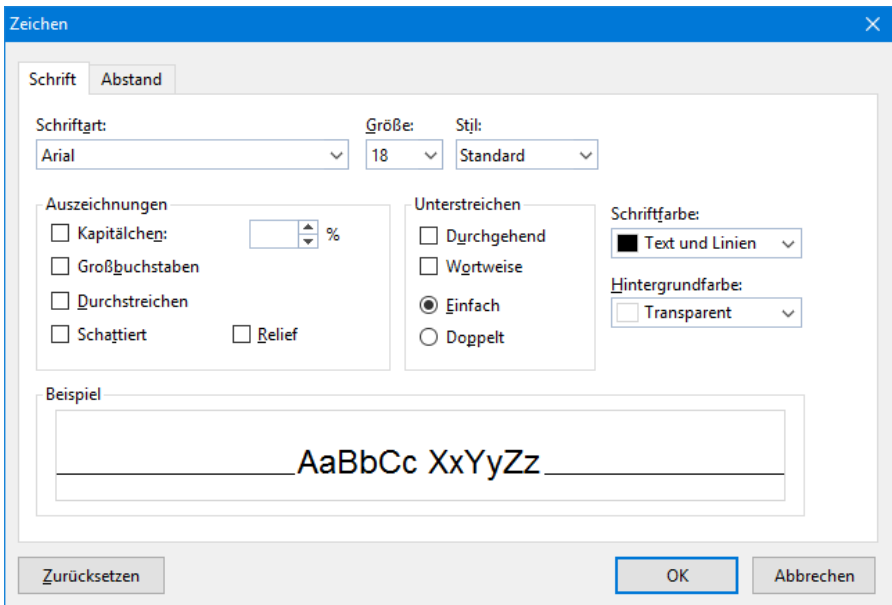 Zeichen
Schrift Abstand
Schriftart: Größe: Stil:
Arial 18 Standard
Auszeichnungen Unterstreichen
Schriftfarbe:
Kapitälchen: % Durchgehend
Text und Linien
Großbuchstaben Wortweise
Hintergrundfarbe:
Durchstreichen Einfach
Transparent
Schattiert Relief Doppelt
Beispiel
AaBbCc XxYyZz
Zurücksetzen OK Abbrechen